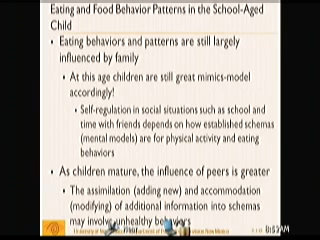 Eating and Food Behavior Patterns in the School-Aged
Child
• Eating behaviors and patterns are still largely
influenced by family
• At this age children are still great mimics-model
accordingly!
• Self-regulation in social situations such as school and
time with friends depends on how established schemas
(mental models) are for physical activity and eating
behaviors
• As children mature, the influence of peers is greater
• The assimilation (adding new) and accommodation
(modifying) of additional information into schemas
may involve unhealthy behaviors
University of New